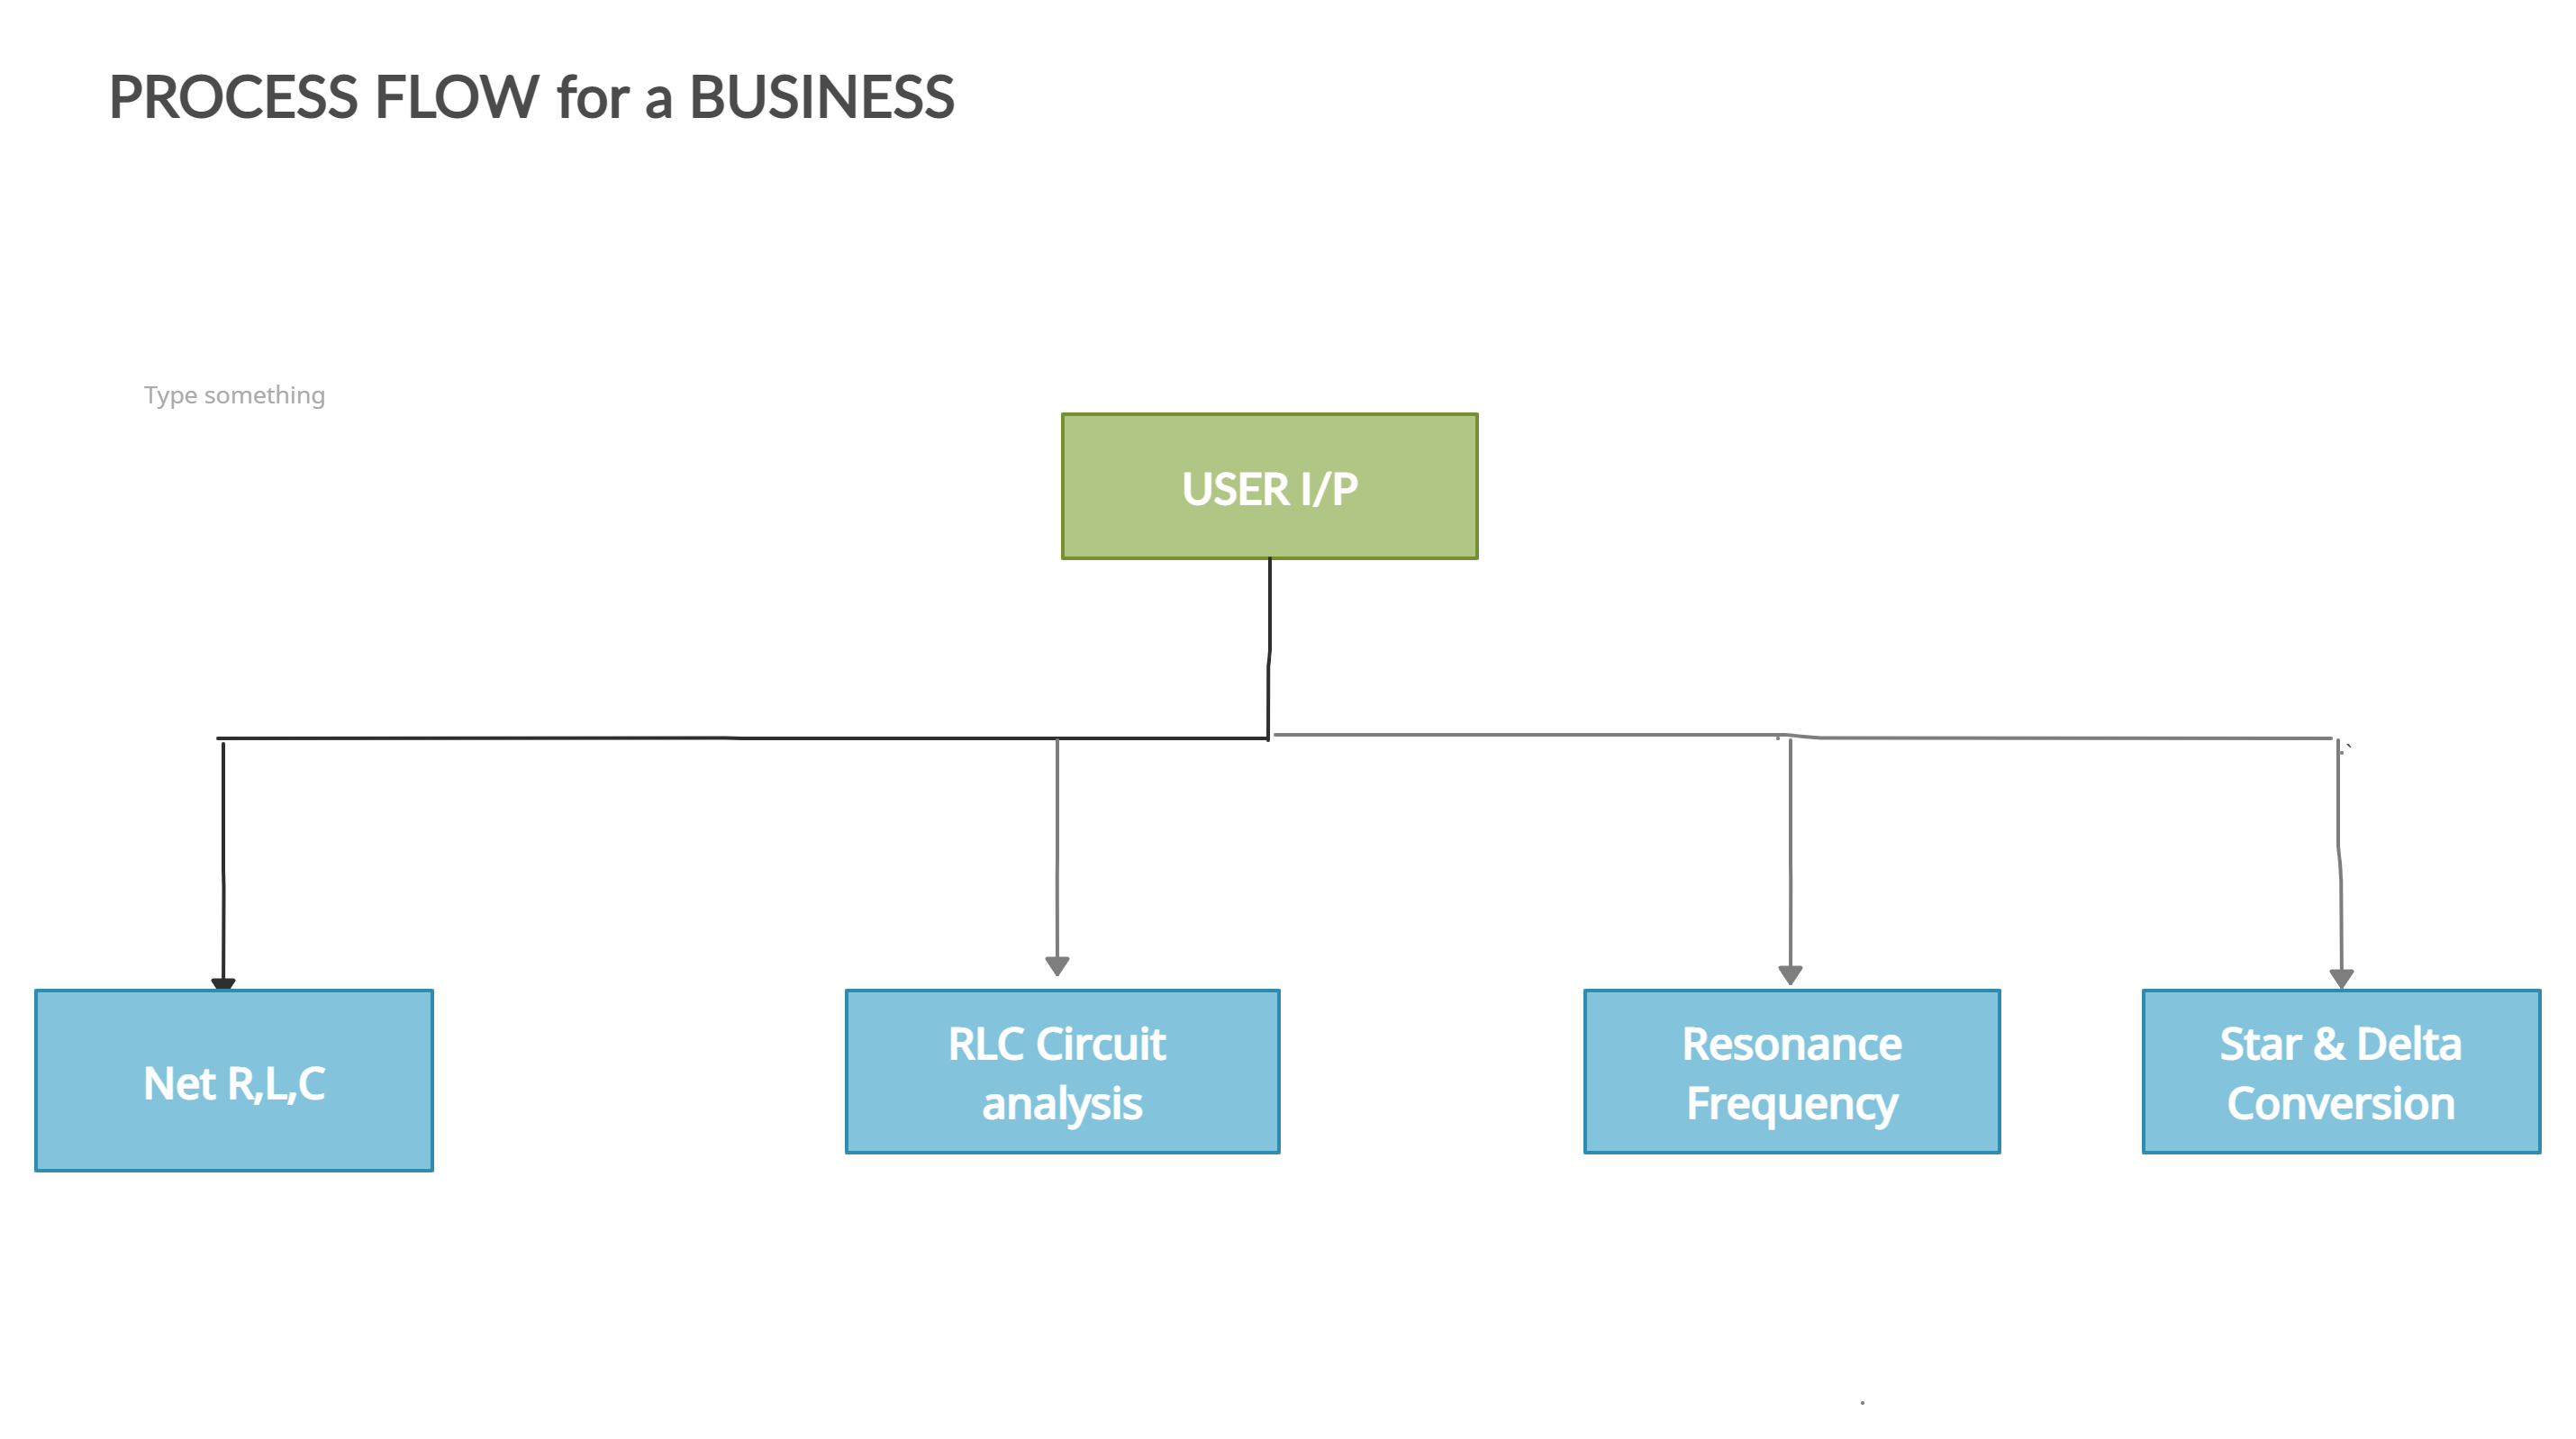 PROCESS FLOW for a BUSINESS
Type something
USER I/P
Net R,L,C
RLC Circuit
analysis
Resonance
Frequency
Star & Delta
Conversion